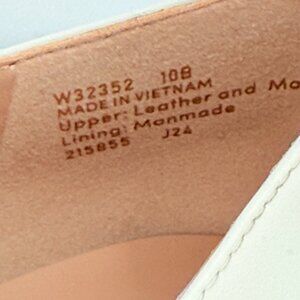 W32352 10B
MADE IN VIETNAM
Upper: Leather and
Lining: Manmade
215855 J24